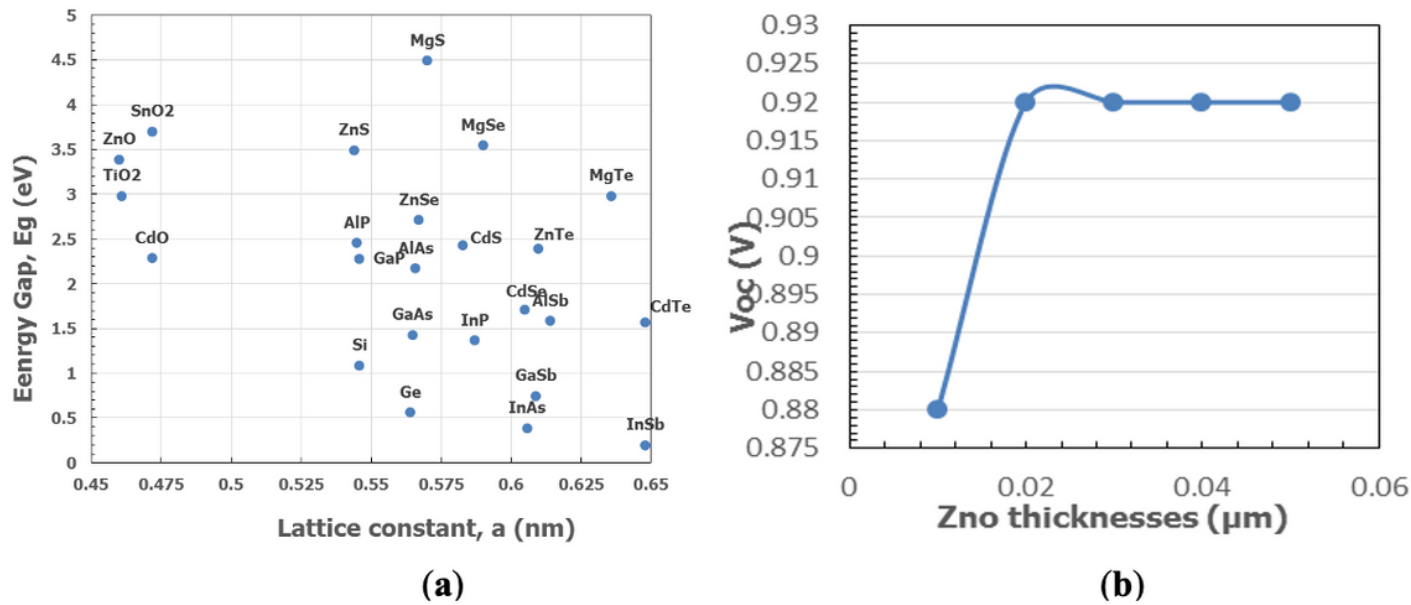 Eenrgy Gap, Eg (eV)
5
4.5
4
3.5
3
2.5
2
1.5
1
0.5
0
MgS
SnO2
ZnO
TiO2
CdO
ZnS
MgSe
MgTe
ZnSe
AlP
GaP
AlAs
CdS
ZnTe
CdSe
AlSb
CdTe
GaAs
InP
Si
Ge
GaSb
InAs
InSb
0.45 0.475 0.5 0.525 0.55 0.575 0.6 0.625 0.65
Lattice constant, a (nm)
(a)
Voc (V)
0.93
0.925
0.92
0.915
0.91
0.905
0.9
0.895
0.89
0.885
0.88
0.875
0 0.02 0.04 0.06
Zno thicknesses (μm)
(b)